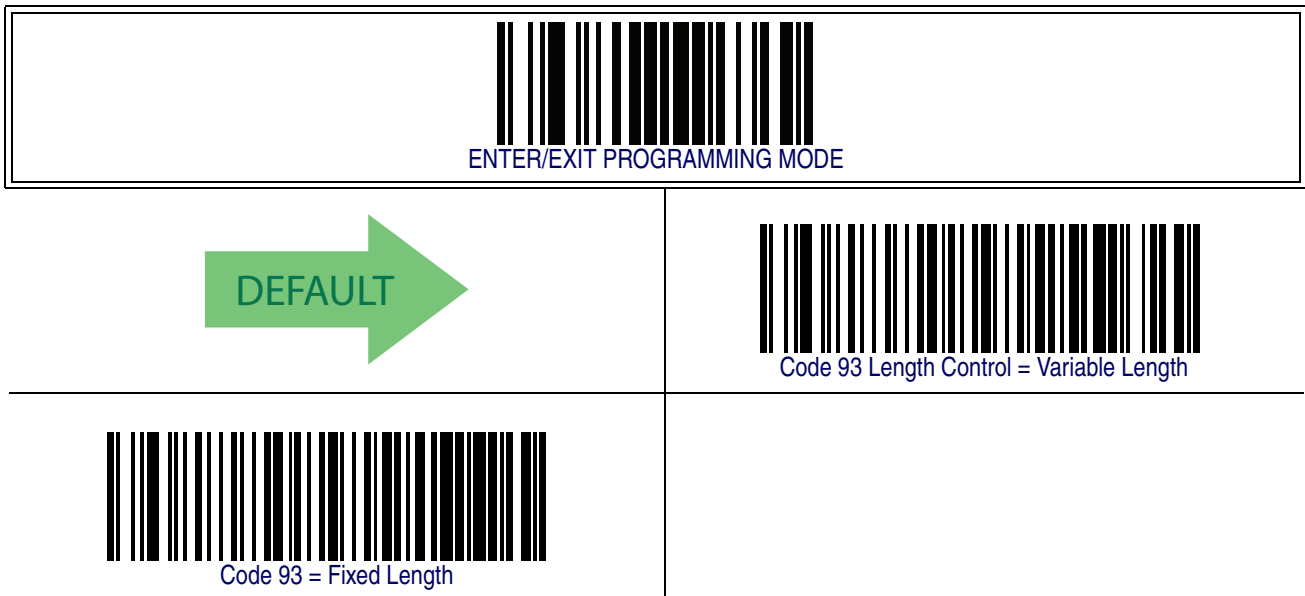 ENTER/EXIT PROGRAMMING MODE
DEFAULT
Code 93 Length Control = Variable Length
Code 93 = Fixed Length